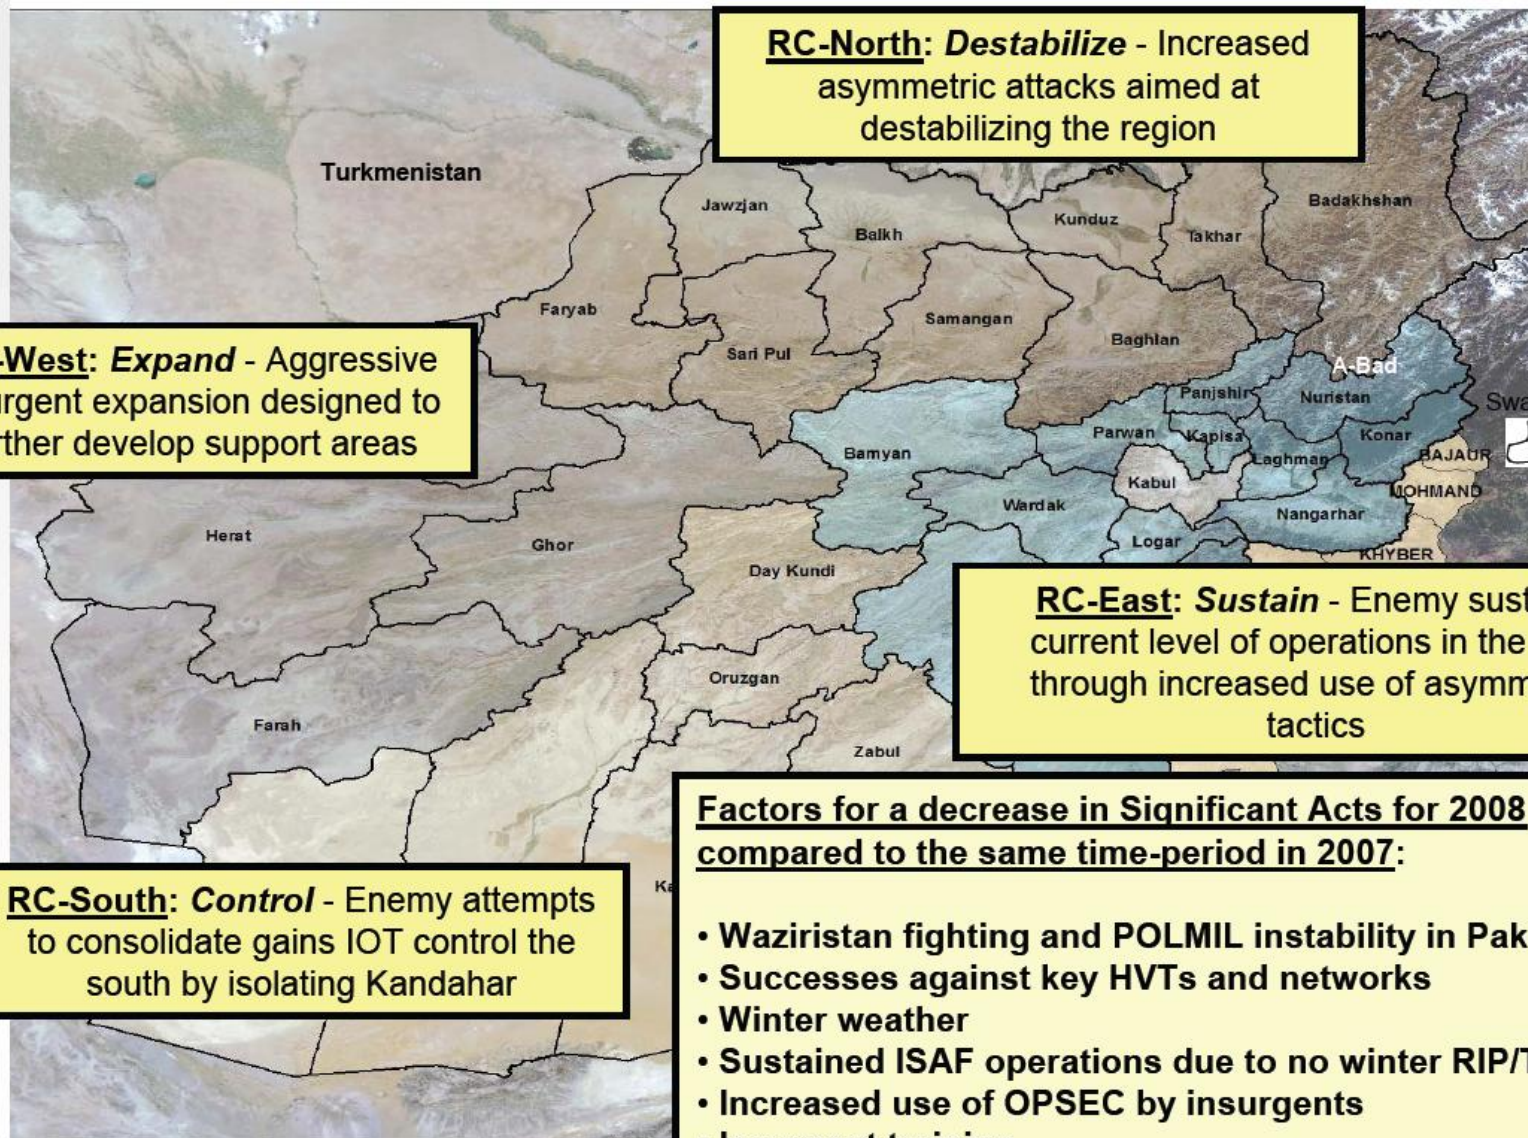 RC-North: Destabilize - Increased
asymmetric attacks aimed at
destabilizing the region
Turkmenistan
Jawzjan
Balkh
Kunduz
Takhar
Badakhshan
Faryab
Sari Pul
Samangan
Baghlan
-West: Expand - Aggressive
urgent expansion designed to
rther develop support areas
A-Bad
Panjshir
Nuristan
Swa
Bamyan
Parwan
Kapisa
Laghman
Konar
BAJAUR
Kabul
MOHMAND
Wardak
Nangarhar
Herat
Ghor
Logar
KHYBER
Day Kundi
RC-East: Sustain - Enemy sust
current level of operations in the
through increased use of asymm
tactics
Oruzgan
Farah
Zabul
Factors for a decrease in Significant Acts for 2008
compared to the same time-period in 2007:
Ka
RC-South: Control - Enemy attempts
to consolidate gains IOT control the
south by isolating Kandahar
• Waziristan fighting and POLMIL instability in Pak
• Successes against key HVTs and networks
• Winter weather
• Sustained ISAF operations due to no winter RIP/T
• Increased use of OPSEC by insurgents